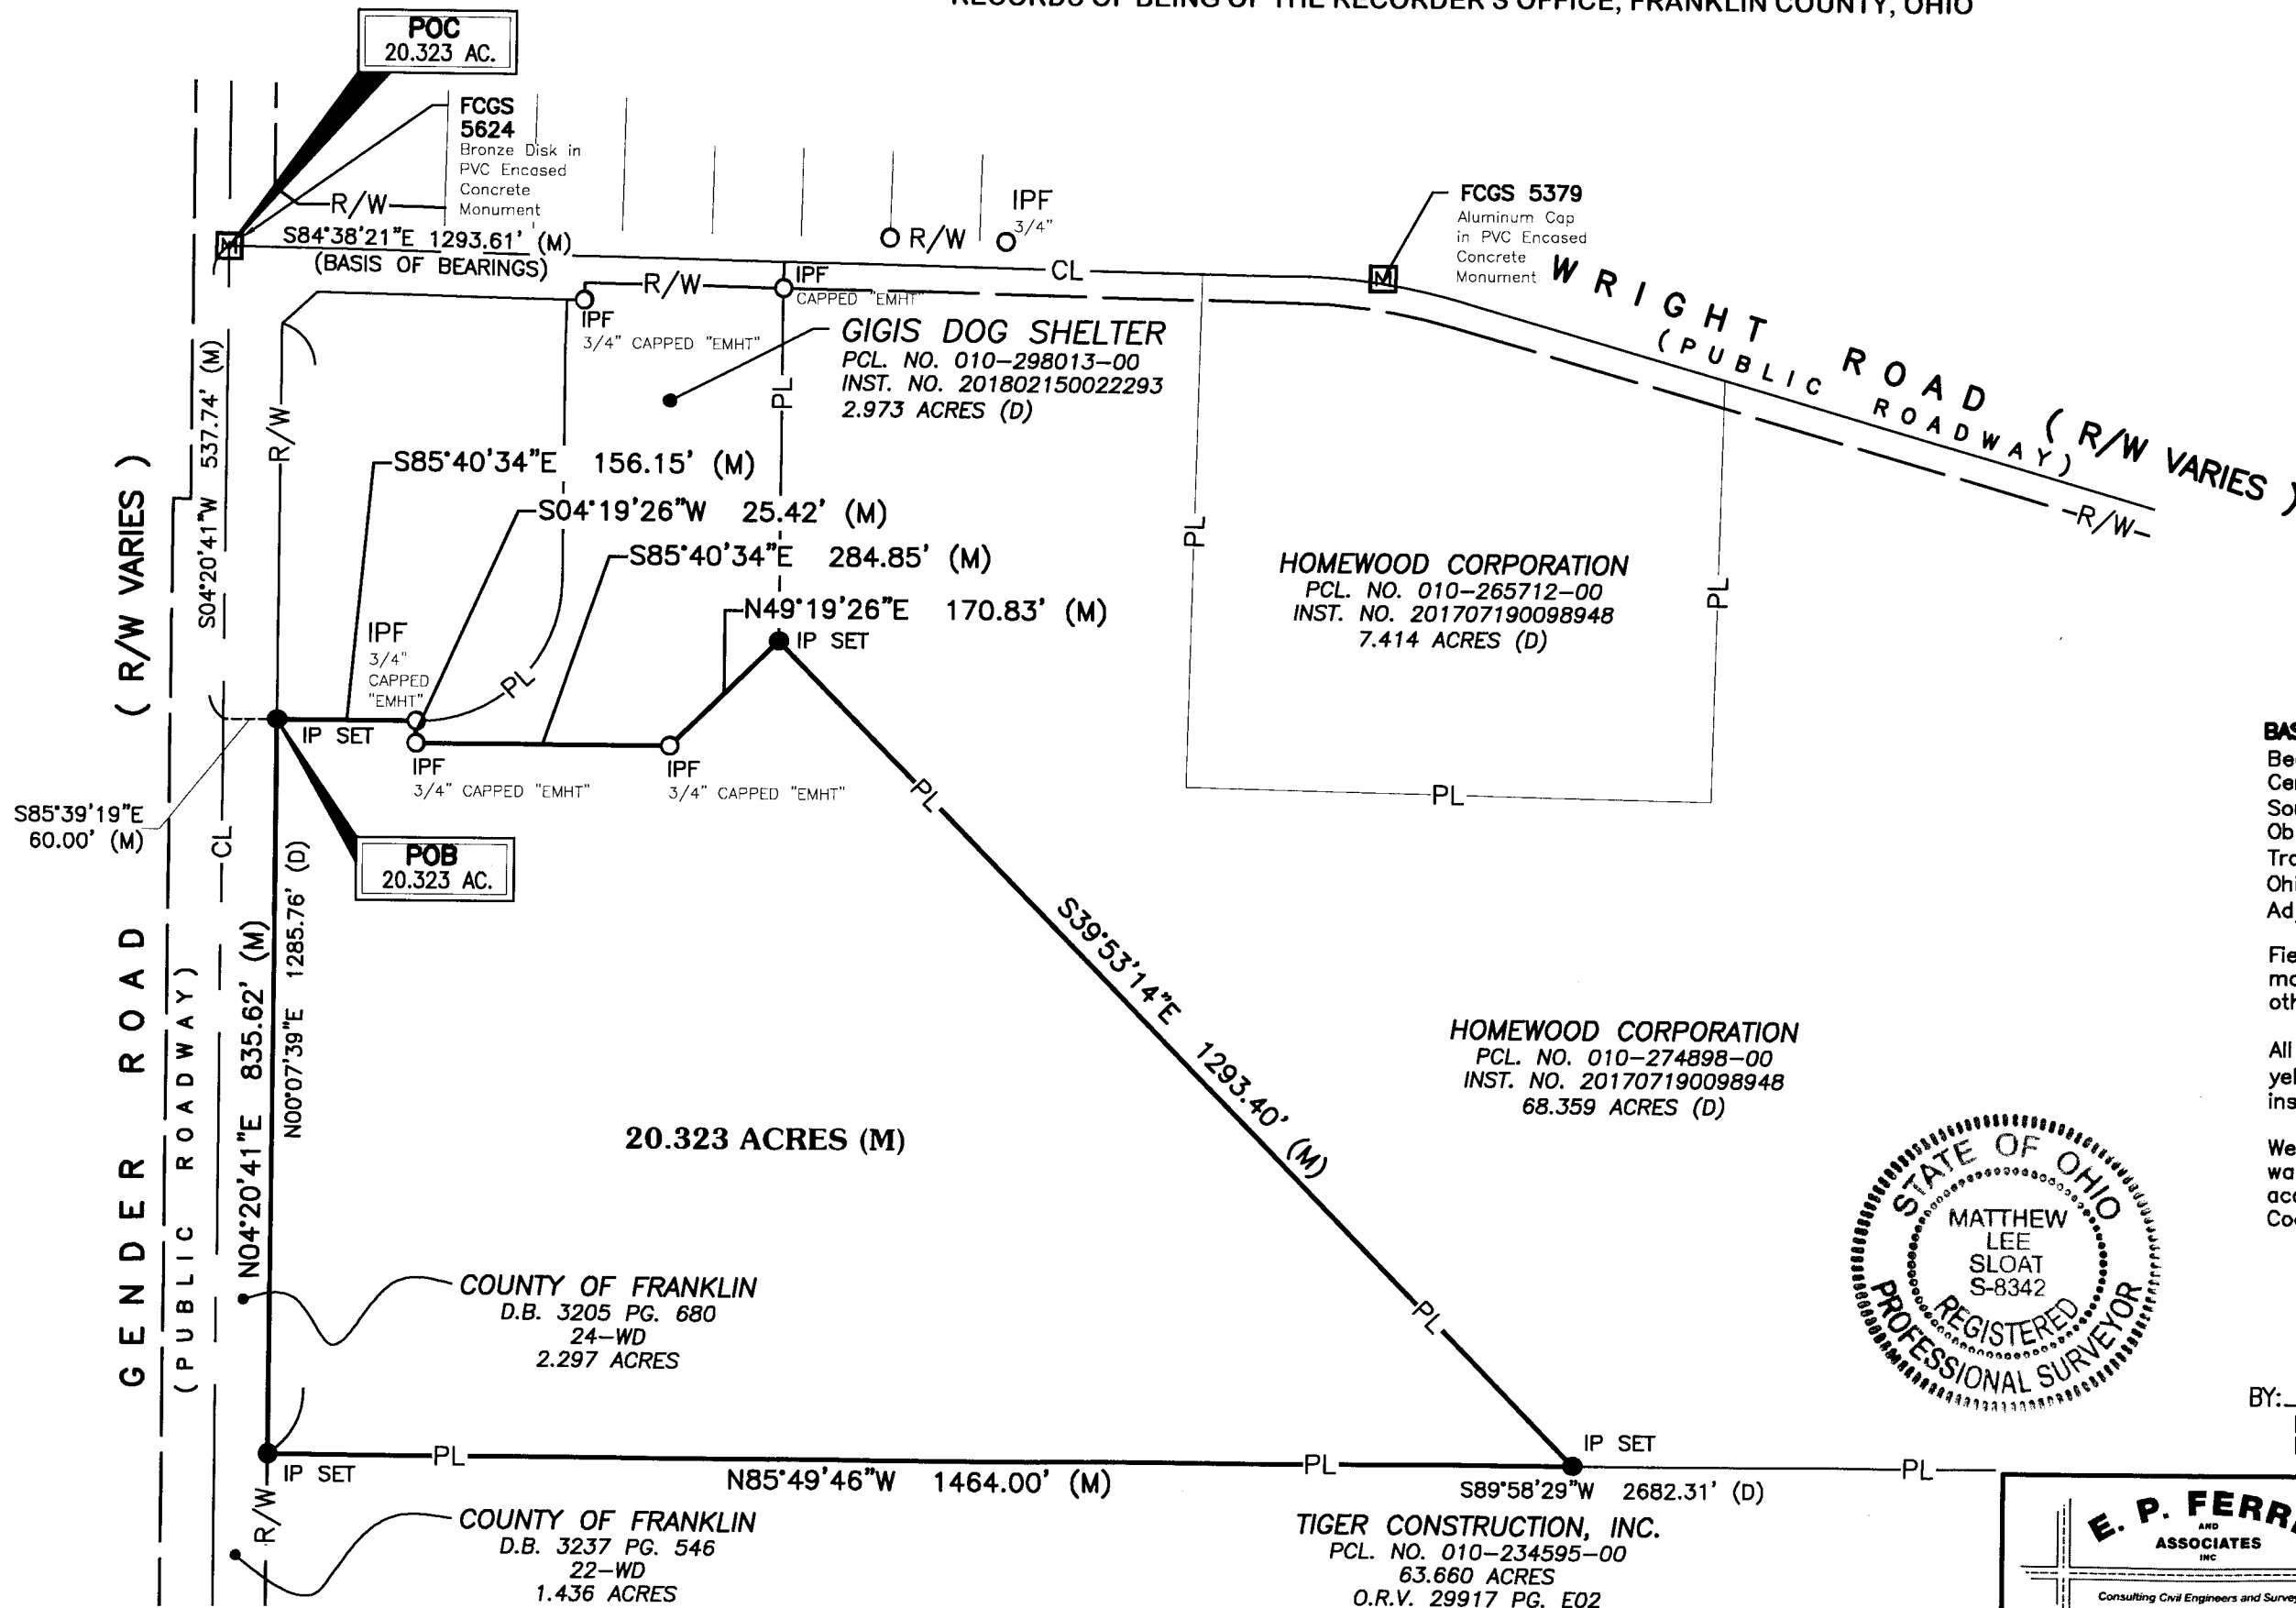 RECORDS OF BEING OF THE RECORDER'S OFFICE, FRANKLIN COUNTY, OHIO
POC
20.323 AC.
FCGS
5624
Bronze Disk in
PVC Encased
Concrete
Monument
R/W
M
S84°38'21"E 1293.61' (M)
(BASIS OF BEARINGS)
R/W
IPF
3/4"
CL
FCGS 5379
Aluminum Cap
in PVC Encased
Concrete
Monument
M
WRIGHT ROAD ( R/W VARIES )
(PUBLIC ROADWAY)
-R/W-
R/W
IPF
CAPPED "EMHT"
IPF
3/4" CAPPED "EMHT"
GIGIS DOG SHELTER
PCL. NO. 010-298013-00
INST. NO. 201802150022293
2.973 ACRES (D)
PL
S04°20'41"W 537.74' (M)
R/W
S85°40'34"E 156.15' (M)
S04°19'26"W 25.42' (M)
S85°40'34"E 284.85' (M)
N49°19'26"E 170.83' (M)
IP SET
PL
HOMEWOOD CORPORATION
PCL. NO. 010-265712-00
INST. NO. 201707190098948
7.414 ACRES (D)
PL
PL
IPF
3/4"
CAPPED
"EMHT"
PL
IP SET
IPF
3/4" CAPPED "EMHT"
IPF
3/4" CAPPED "EMHT"
PL
S85°39'19"E
60.00' (M)
CL
POB
20.323 AC.
PL
S39°53'14"E 1293.40' (M)
GENDER ROAD ( R/W VARIES )
(PUBLIC ROADWAY)
N04°20'41"E 835.62' (M)
N00°07'39"E 1285.76' (D)
20.323 ACRES (M)
HOMEWOOD CORPORATION
PCL. NO. 010-274898-00
INST. NO. 201707190098948
68.359 ACRES (D)
COUNTY OF FRANKLIN
D.B. 3205 PG. 680
24-WD
2.297 ACRES
PL
IP SET
PL
N85°49'46"W 1464.00' (M)
PL
IP SET
PL
S89°58'29"W 2682.31' (D)
R/W
COUNTY OF FRANKLIN
D.B. 3237 PG. 546
22-WD
1.436 ACRES
TIGER CONSTRUCTION, INC.
PCL. NO. 010-234595-00
63.660 ACRES
O.R.V. 29917 PG. E02
STATE OF OHIO
MATTHEW
LEE
SLOAT
S-8342
REGISTERED
PROFESSIONAL SURVEYOR
BY:
E. P. FERR
AND
ASSOCIATES
INC
Consulting Civil Engineers and Surve